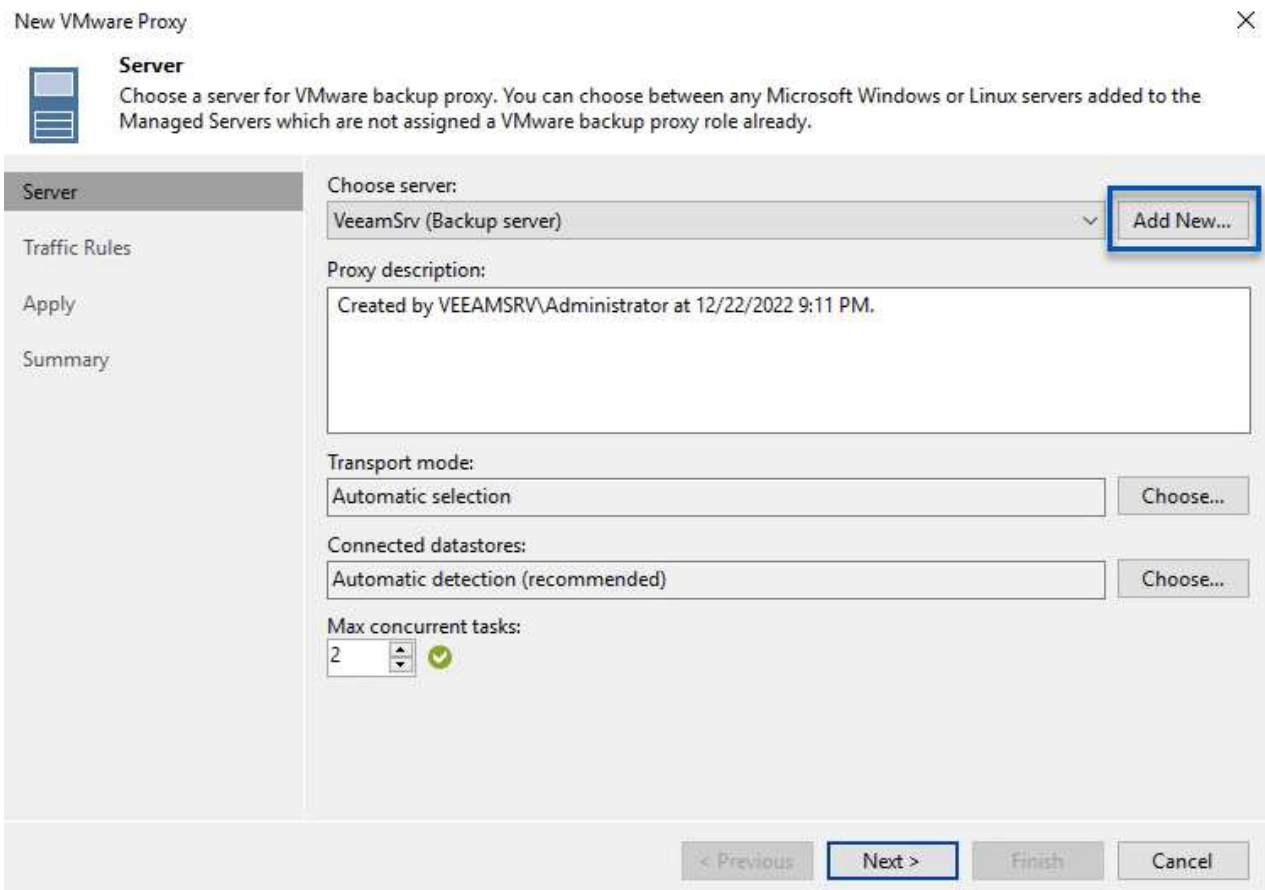 New VMware Proxy
Server
Choose a server for VMware backup proxy. You can choose between any Microsoft Windows or Linux servers added to the
Managed Servers which are not assigned a VMware backup proxy role already.
Server
Traffic Rules
Apply
Summary
Choose server:
VeeamSrv (Backup server)
Add New...
Proxy description:
Created by VEEAMSRV\Administrator at 12/22/2022 9:11 PM.
Transport mode:
Automatic selection
Choose...
Connected datastores:
Automatic detection (recommended)
Choose...
Max concurrent tasks:
2
< Previous
Next >
Finish
Cancel